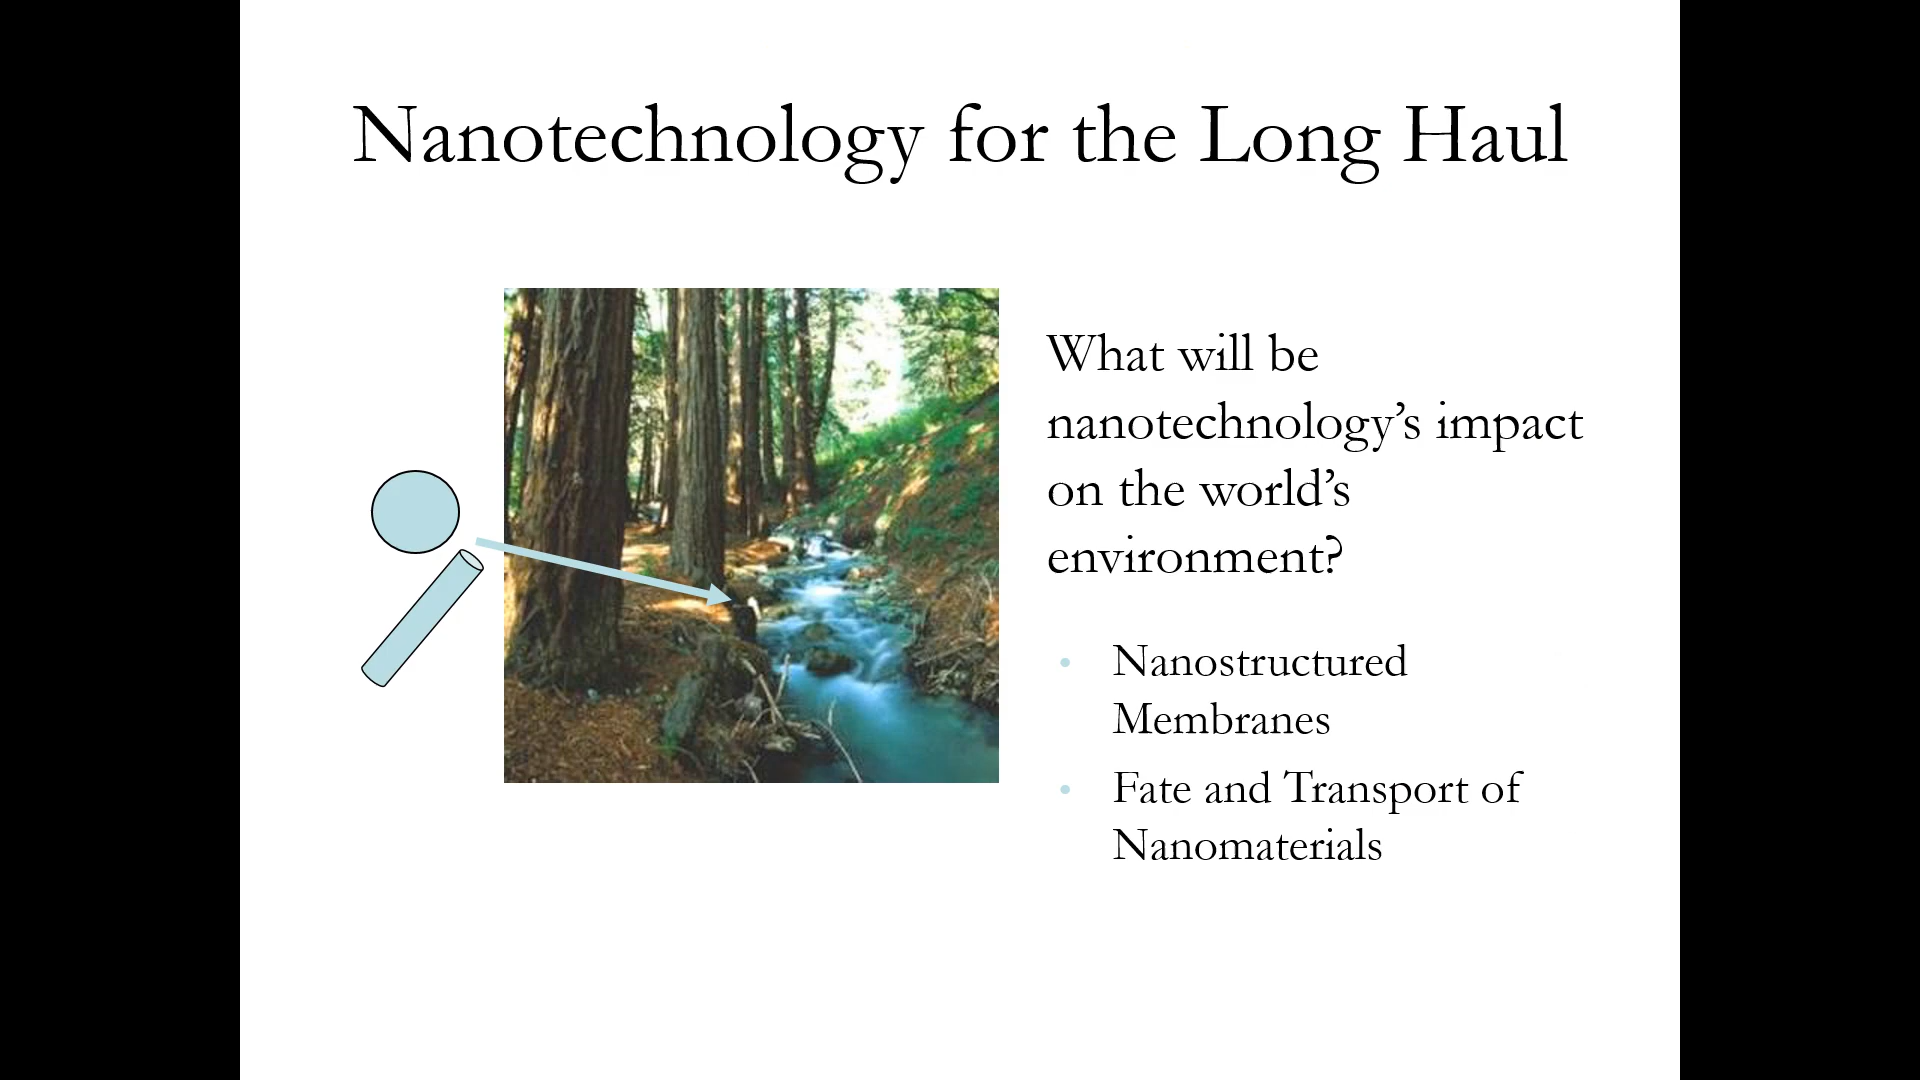 Nanotechnology for the Long Haul
What will be
nanotechnology’s impact
on the world’s
environment?
• Nanostructured
Membranes
• Fate and Transport of
Nanomaterials